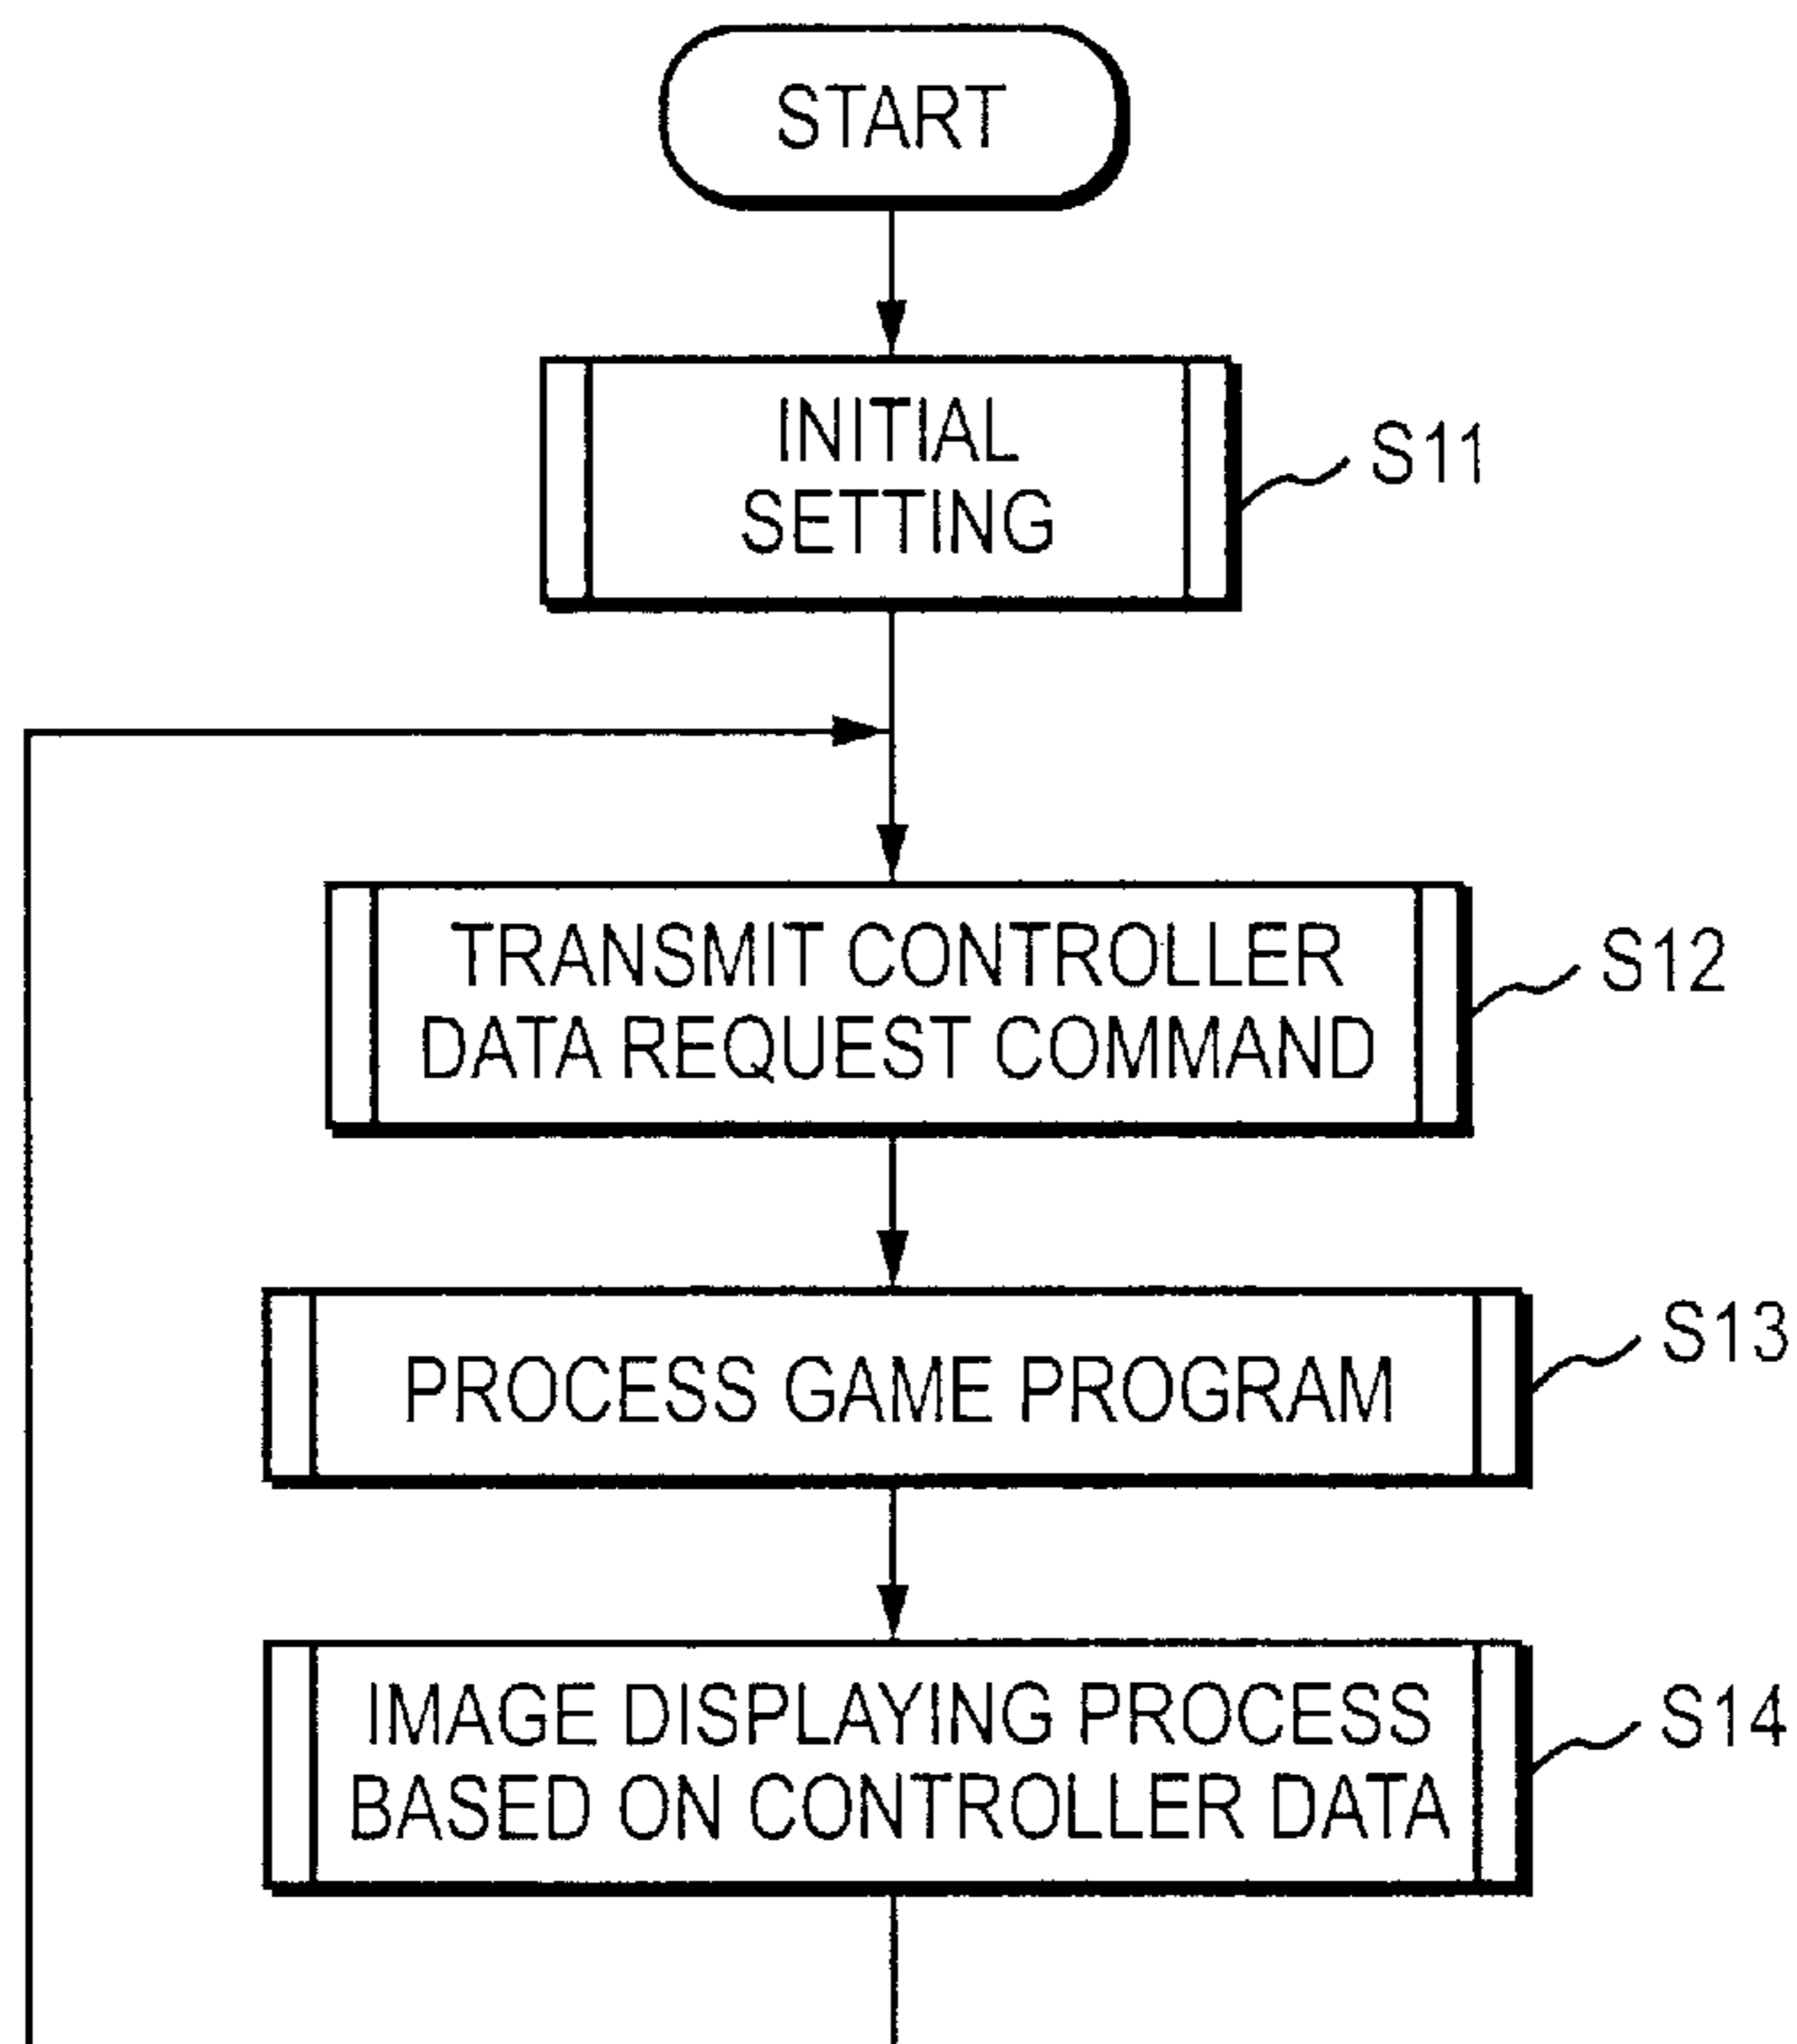 START
INITIAL
SETTING
S11
TRANSMIT CONTROLLER
DATA REQUEST COMMAND
S12
PROCESS GAME PROGRAM
S13
IMAGE DISPLAYING PROCESS
BASED ON CONTROLLER DATA
S14